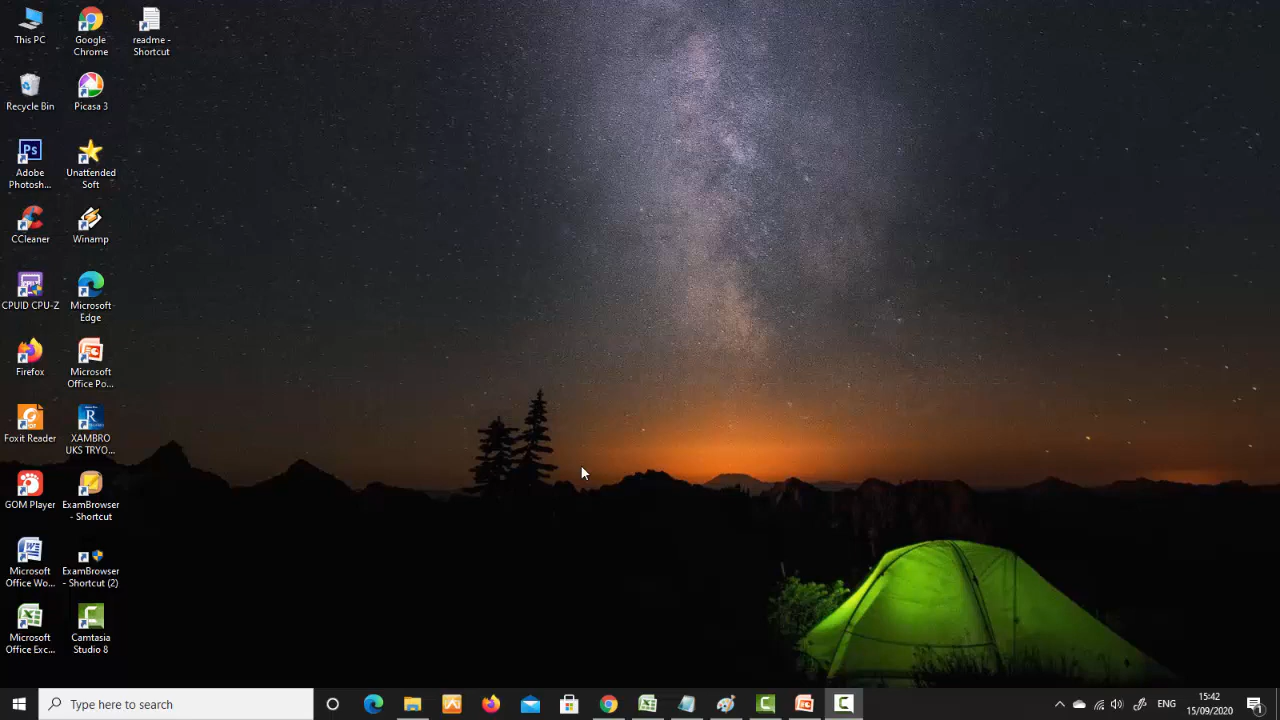 This PC
Google
Chrome
readme -
Shortcut
Recycle Bin
Picasa 3
Ps
Adobe
Photosh...
Unattended
Soft
CCleaner
Winamp
CPUID CPU-Z
Microsoft
Edge
Firefox
Microsoft
Office Po...
Foxit Reader
R
XAMBRO
UKS TRYO...
GOM Player
ExamBrowser
- Shortcut
Microsoft
Office Wo...
ExamBrowser
- Shortcut (2)
Microsoft
Office Exc...
Camtasia
Studio 8
Type here to search
ENG
15:42
15/09/2020
1